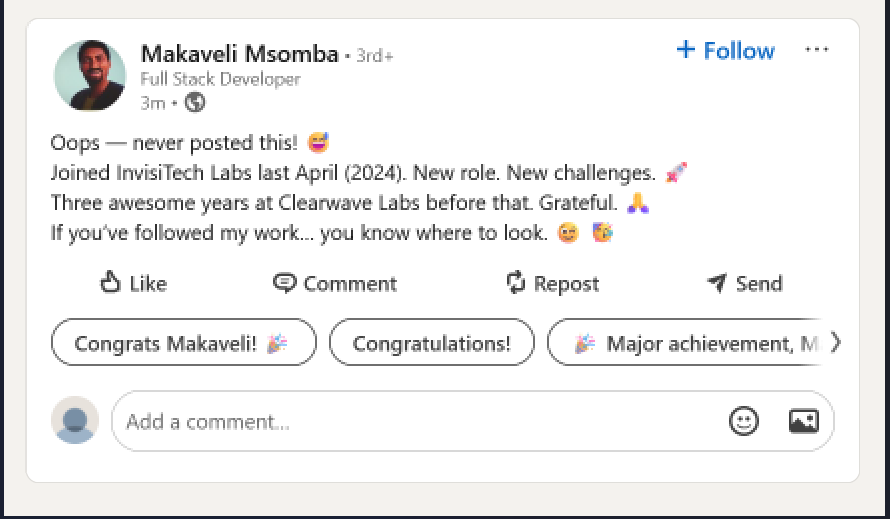 Makaveli Msomba • 3rd+
+ Follow
Full Stack Developer
3m •
Oops — never posted this! 😅
Joined InvisiTech Labs last April (2024). New role. New challenges. 🚀
Three awesome years at Clearwave Labs before that. Grateful. 🙏
If you've followed my work... you know where to look. 😉 🥳
Like
Comment
Repost
Send
Congrats Makaveli! 🎉
Congratulations!
🎉 Major achievement, M
Add a comment...